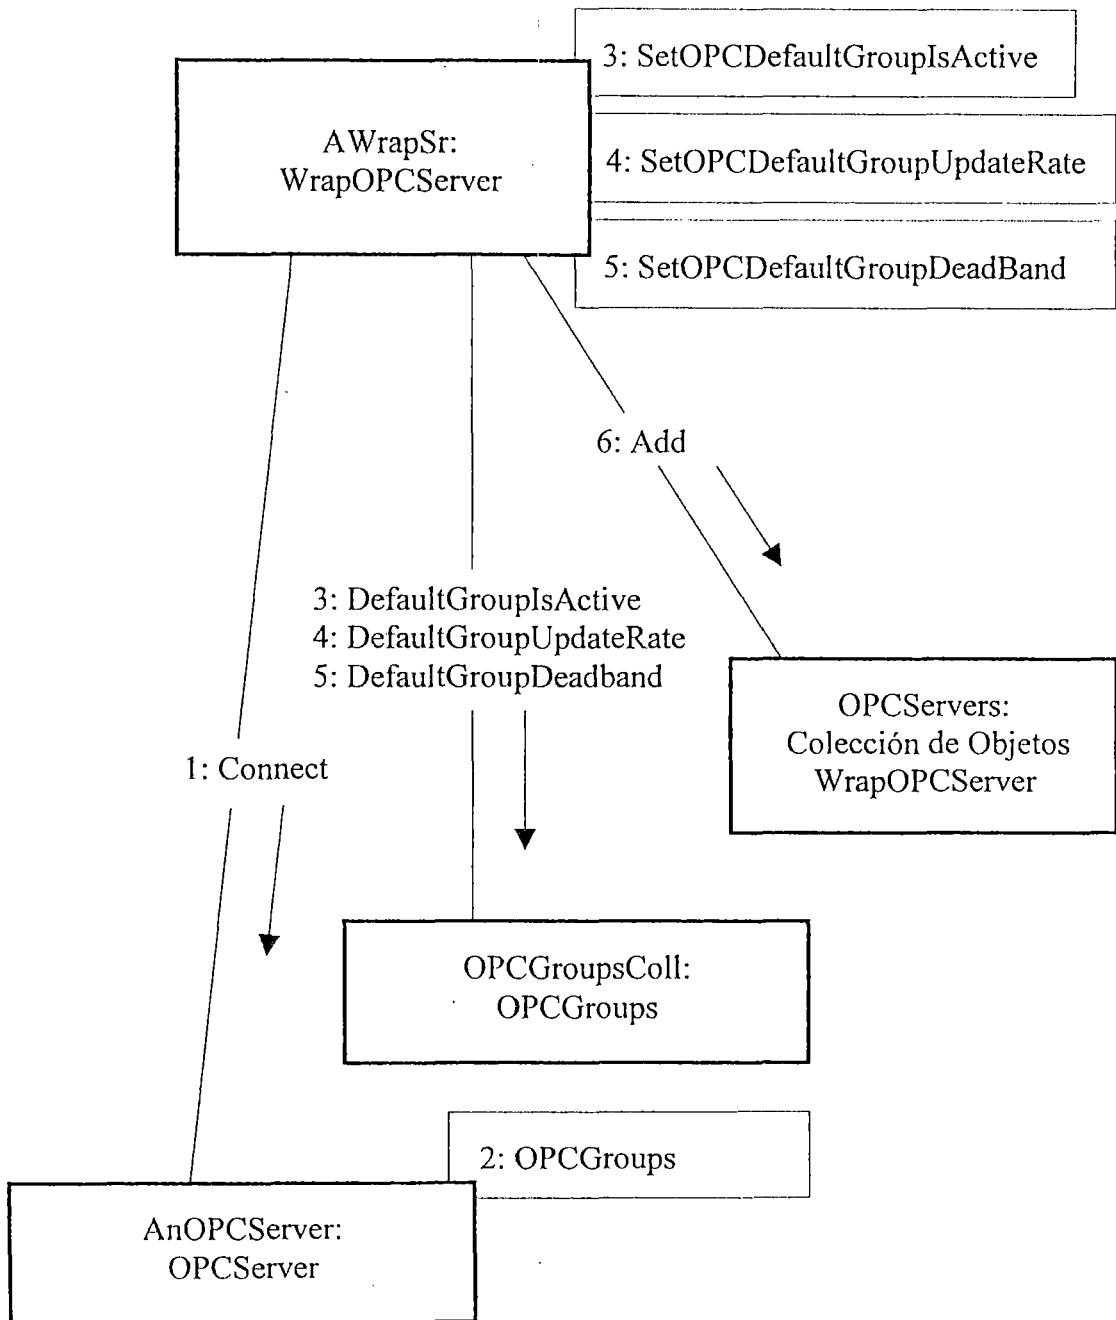 3: SetOPCDefaultGroupIsActive
AWrapSr:
WrapOPCServer
4: SetOPCDefaultGroupUpdateRate
5: SetOPCDefaultGroupDeadBand
6: Add
3: DefaultGroupIsActive
4: DefaultGroupUpdateRate
5: DefaultGroupDeadband
OPCServers:
Colección de Objetos
WrapOPCServer
1: Connect
OPCGroupsColl:
OPCGroups
2: OPCGroups
AnOPCServer:
OPCServer